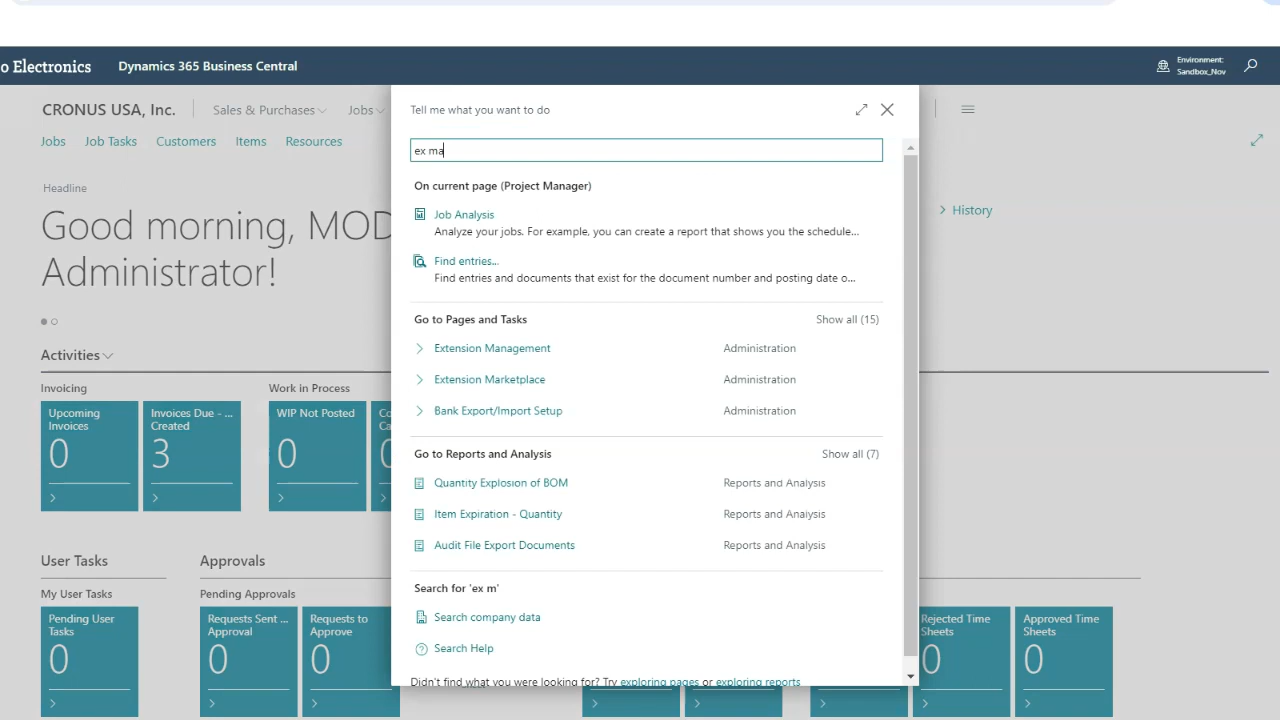 o Electronics
Dynamics 365 Business Central
Environment:
Sandbox_Nov
CRONUS USA, Inc.
Sales & Purchases
Jobs
Jobs
Job Tasks
Customers
Items
Resources
Headline
Good morning, MOD
Administrator!
History
Activities
Invoicing
Work in Process
Upcoming
Invoices
0
Invoices Due - ...
Created
3
WIP Not Posted
0
User Tasks
Approvals
My User Tasks
Pending Approvals
Pending User
Tasks
0
Requests Sent ...
Approval
0
Requests to
Approve
0
Rejected Time
Sheets
0
Approved Time
Sheets
0
Tell me what you want to do
ex ma
On current page (Project Manager)
Job Analysis
Analyze your jobs. For example, you can create a report that shows you the schedule...
Find entries...
Find entries and documents that exist for the document number and posting date o...
Go to Pages and Tasks
Show all (15)
Extension Management
Administration
Extension Marketplace
Administration
Bank Export/Import Setup
Administration
Go to Reports and Analysis
Show all (7)
Quantity Explosion of BOM
Reports and Analysis
Item Expiration - Quantity
Reports and Analysis
Audit File Export Documents
Reports and Analysis
Search for 'ex m'
Search company data
Search Help
Didn't find what you were looking for? Try exploring pages or exploring reports